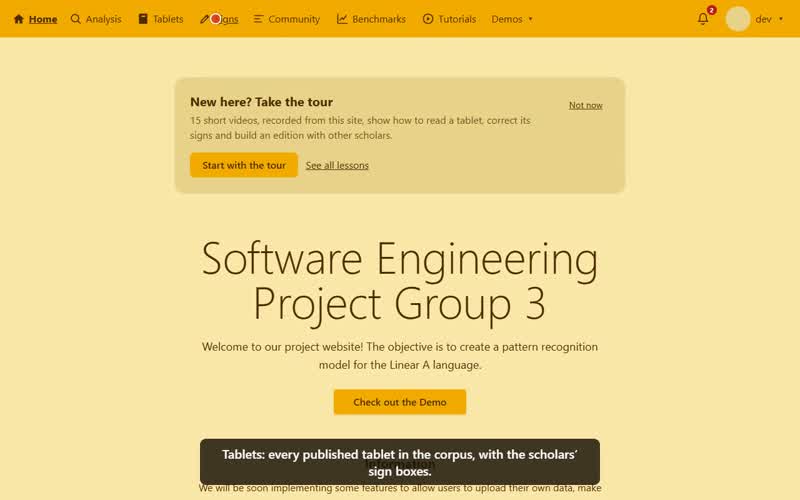 Home Analysis Tablets Signs Community Benchmarks Tutorials Demos 2 dev
New here? Take the tour
Not now
15 short videos, recorded from this site, show how to read a tablet, correct its
signs and build an edition with other scholars.
Start with the tour See all lessons
Software Engineering
Project Group 3
Welcome to our project website! The objective is to create a pattern recognition
model for the Linear A language.
Check out the Demo
Tablets: every published tablet in the corpus, with the scholars’
sign boxes.
We will be soon implementing some features to allow users to upload their own data, make